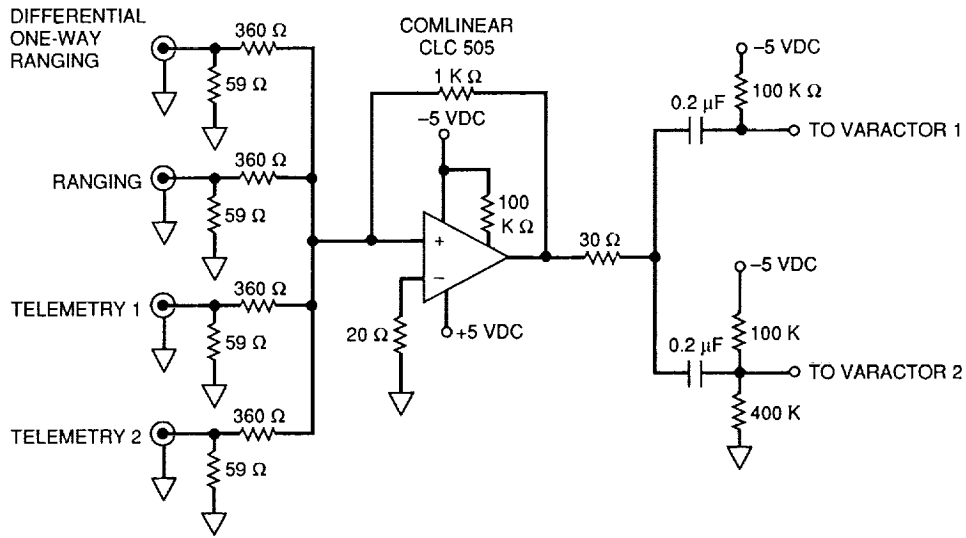 DIFFERENTIAL
ONE-WAY
RANGING
360 Ω
59 Ω
COMLINEAR
CLC 505
1 K Ω
–5 VDC
–5 VDC
100 K Ω
0.2 μF
TO VARACTOR 1
RANGING
360 Ω
59 Ω
100
K Ω
+
–
30 Ω
TELEMETRY 1
360 Ω
59 Ω
20 Ω
+5 VDC
–5 VDC
100 K
0.2 μF
TO VARACTOR 2
400 K
TELEMETRY 2
360 Ω
59 Ω